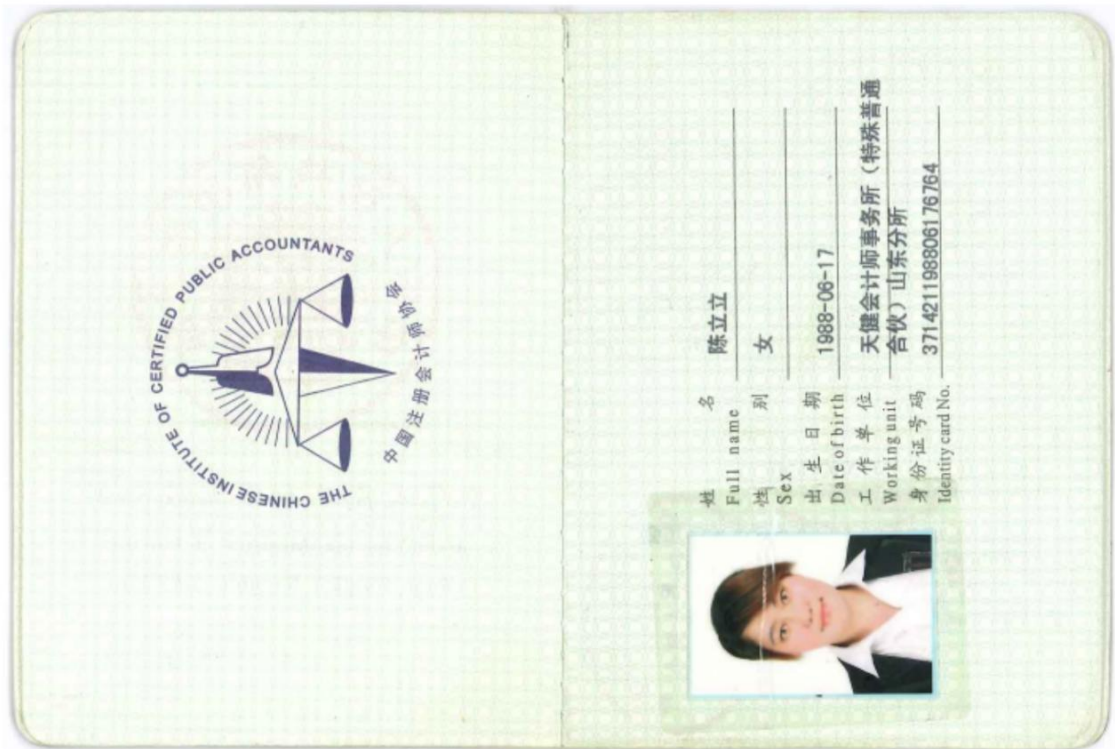 THE CHINESE INSTITUTE OF CERTIFIED PUBLIC ACCOUNTANTS
中国注册会计师协会
姓名 陈立立
Full name
性别 女
Sex
出生日期 1988-06-17
Date of birth
工作单位 天健会计师事务所（特殊普通
Working unit 合伙）山东分所
身份证号码 371421198806176764
Identity card No.